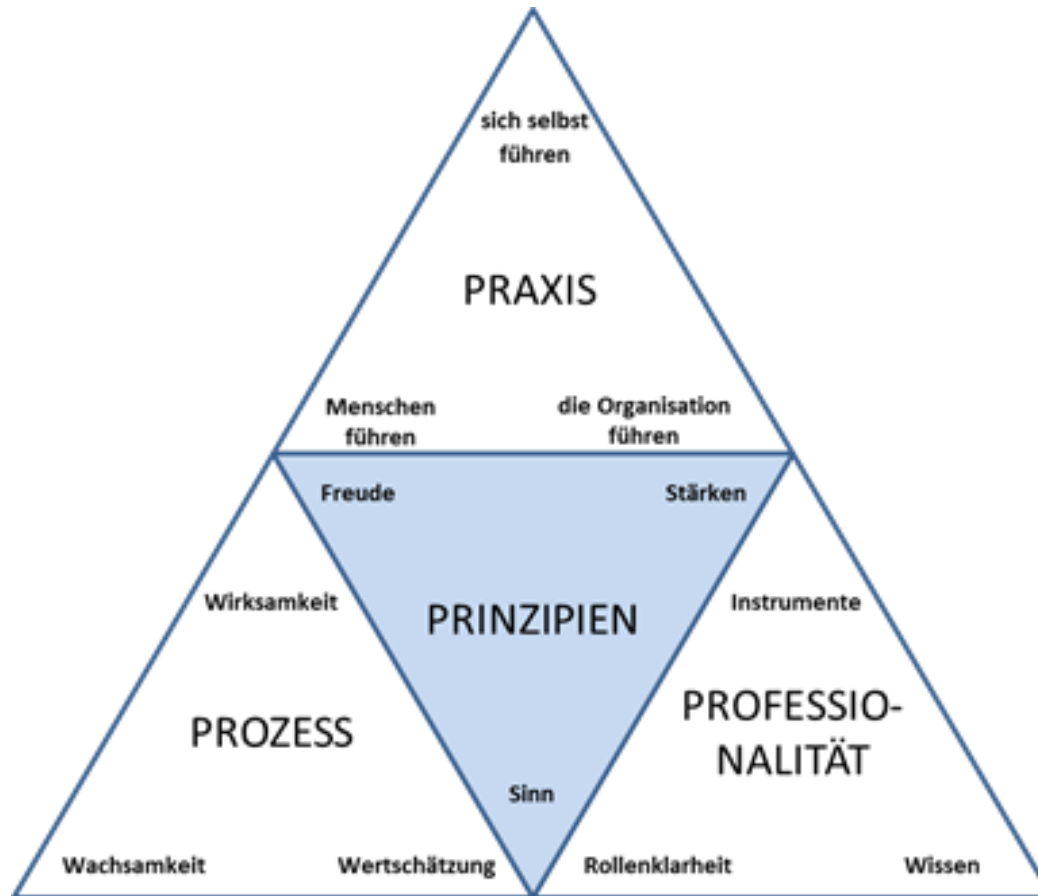 sich selbst
führen
PRAXIS
Menschen
führen
die Organisation
führen
Freude
Stärken
PRINZIPIEN
Sinn
Wirksamkeit
PROZESS
Wachsamkeit
Wertschätzung
Instrumente
PROFESSIO-
NALITÄT
Rollenklarheit
Wissen